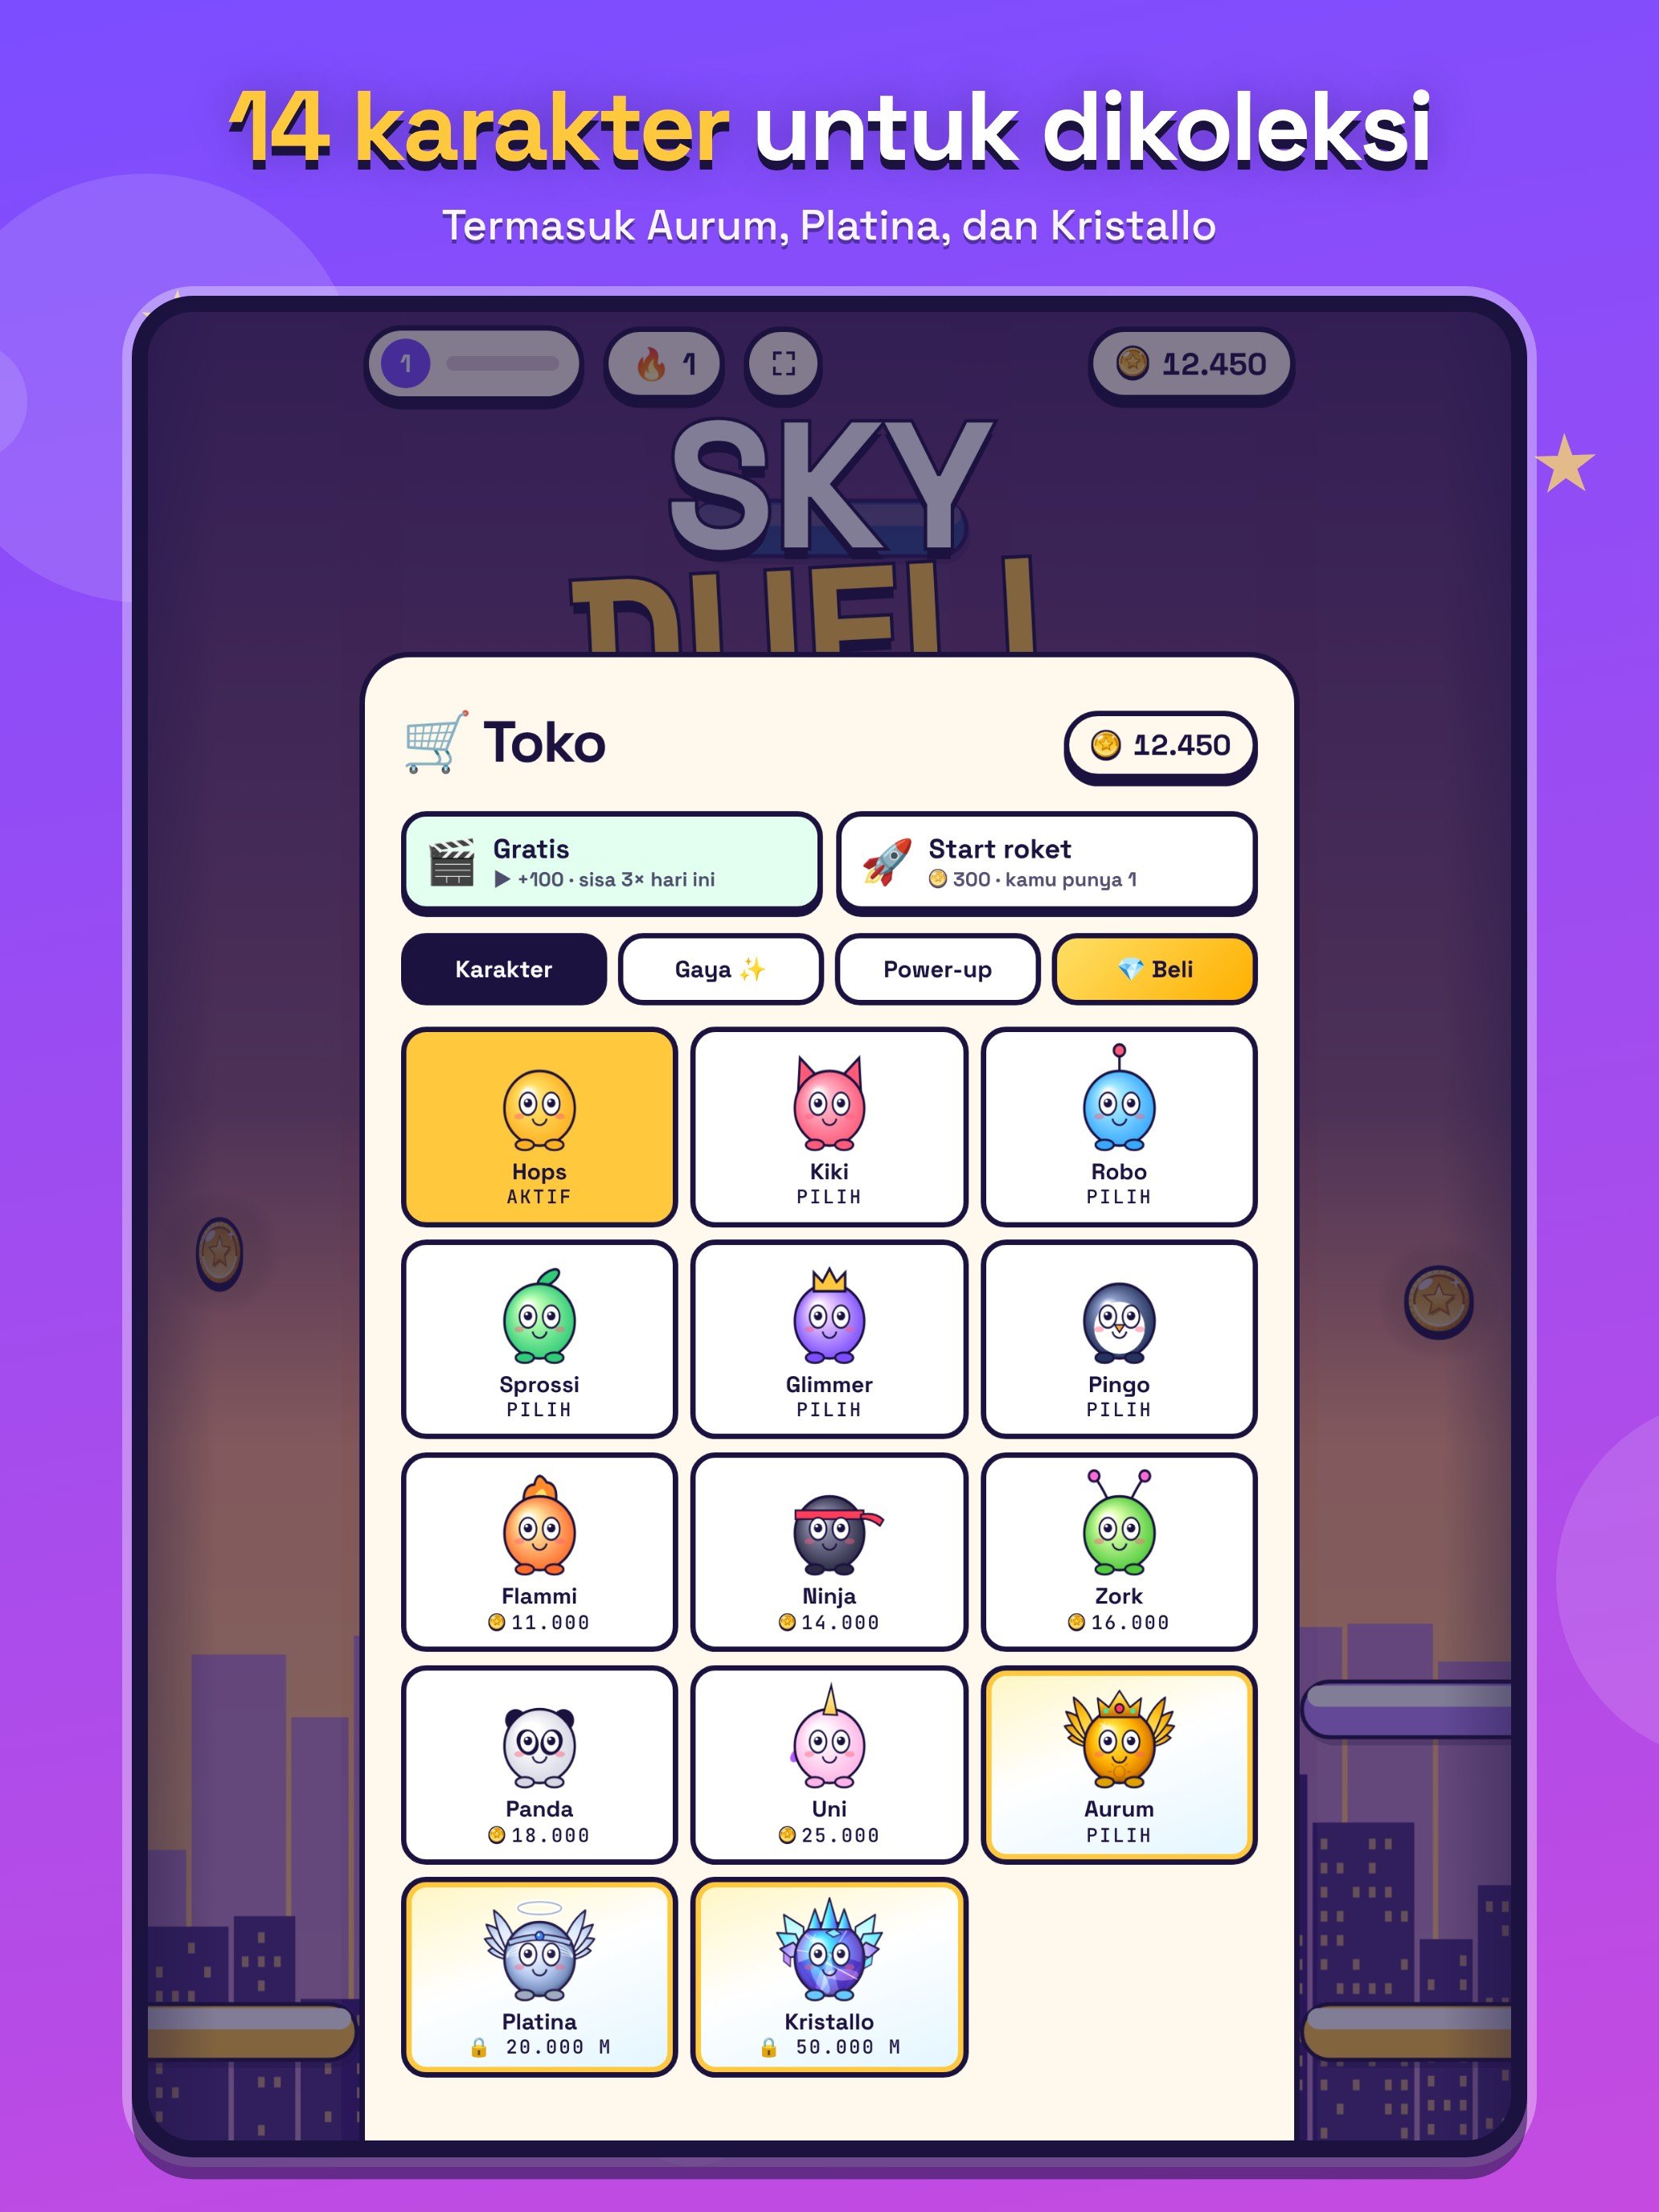 14 karakter untuk dikoleksi
Termasuk Aurum, Platina, dan Kristallo
1
1
12.450
SKY
DUELL
Toko
12.450
Gratis
▶ +100 · sisa 3× hari ini
Start roket
300 · kamu punya 1
Karakter
Gaya ✨
Power-up
💎 Beli
Hops
AKTIF
Kiki
PILIH
Robo
PILIH
Sprossi
PILIH
Glimmer
PILIH
Pingo
PILIH
Flammi
11.000
Ninja
14.000
Zork
16.000
Panda
18.000
Uni
25.000
Aurum
PILIH
Platina
🔒 20.000 M
Kristallo
🔒 50.000 M